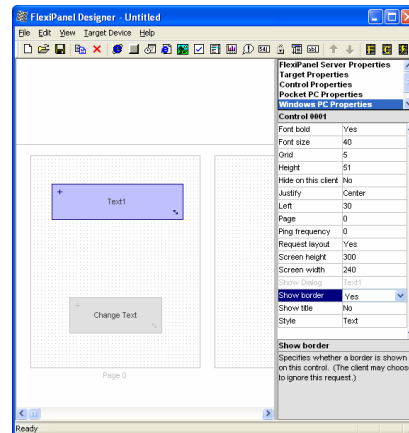 FlexiPanel Designer - Untitled
File Edit View Target Device Help
FlexiPanel Server Properties
Target Properties
Control Properties
Pocket PC Properties
Windows PC Properties
Control 0001
Font bold Yes
Font size 40
Grid 5
Height 51
Hide on this client No
Justify Center
Left 30
Page 0
Ping frequency 0
Request layout Yes
Screen height 300
Screen width 240
Show Dialog Text1
Show border Yes
Show title No
Style Text
Text1
Change Text
Page 0
Show border
Specifies whether a border is shown
on this control. (The client may choose
to ignore this request.)
Ready